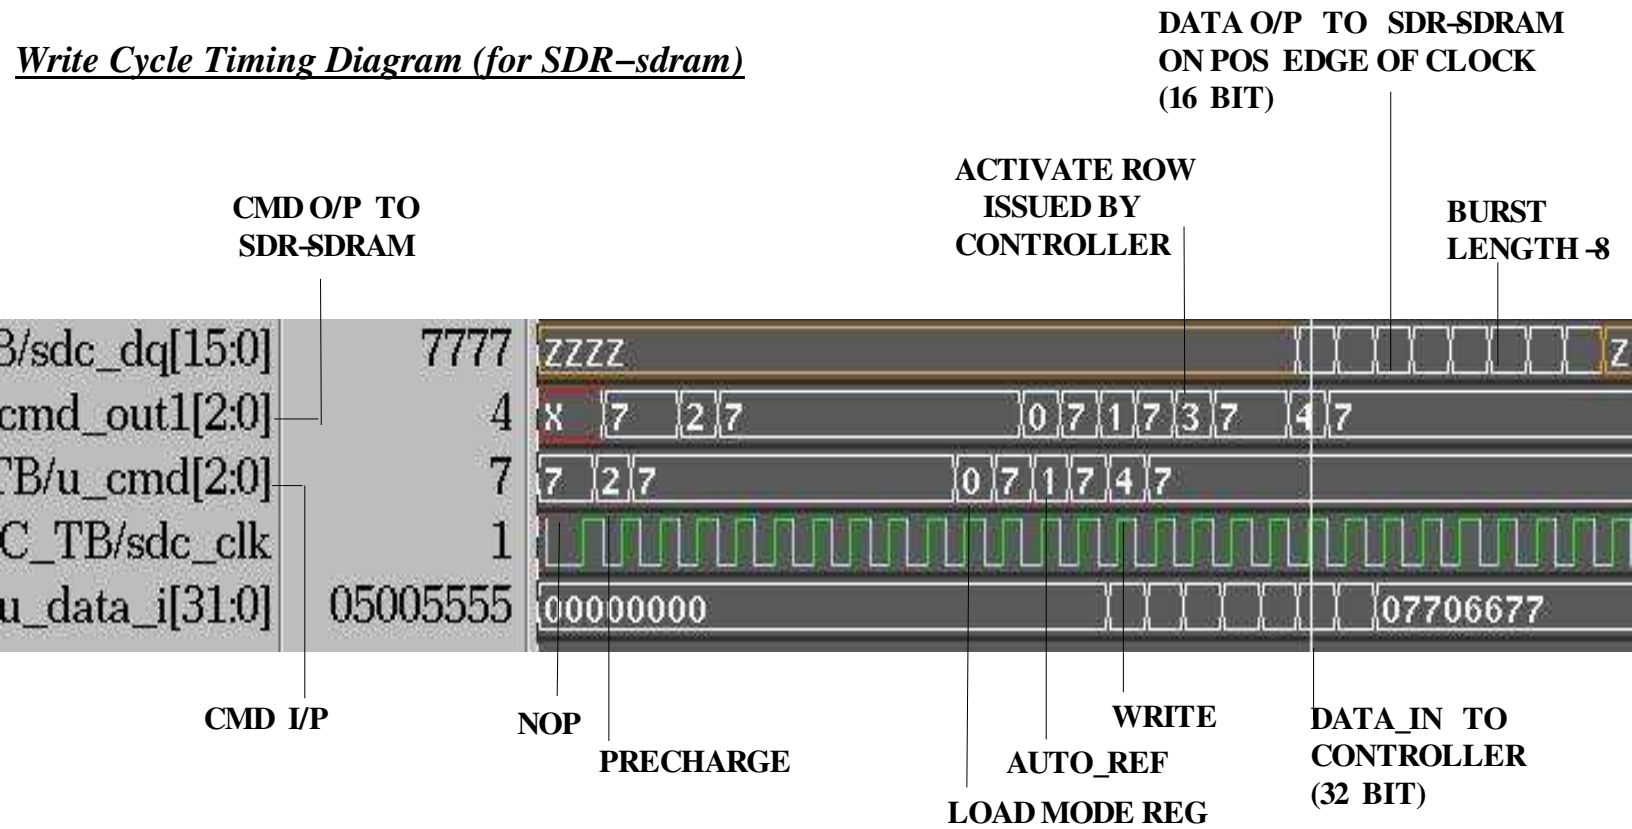 Write Cycle Timing Diagram (for SDR–sdram)
DATA O/P TO SDR–SDRAM
ON POS EDGE OF CLOCK
(16 BIT)
ACTIVATE ROW
ISSUED BY
CONTROLLER
CMD O/P TO
SDR–SDRAM
BURST
LENGTH –8
B/sdc_dq[15:0] 7777 ZZZZ Z
cmd_out1[2:0] 4 X 7 2 7 0 7 1 7 3 7 4 7
TB/u_cmd[2:0] 7 7 2 7 0 7 1 7 4 7
C_TB/sdc_clk 1
u_data_i[31:0] 05005555 00000000 07706677
CMD I/P
NOP
PRECHARGE
WRITE
AUTO_REF
LOAD MODE REG
DATA_IN TO
CONTROLLER
(32 BIT)